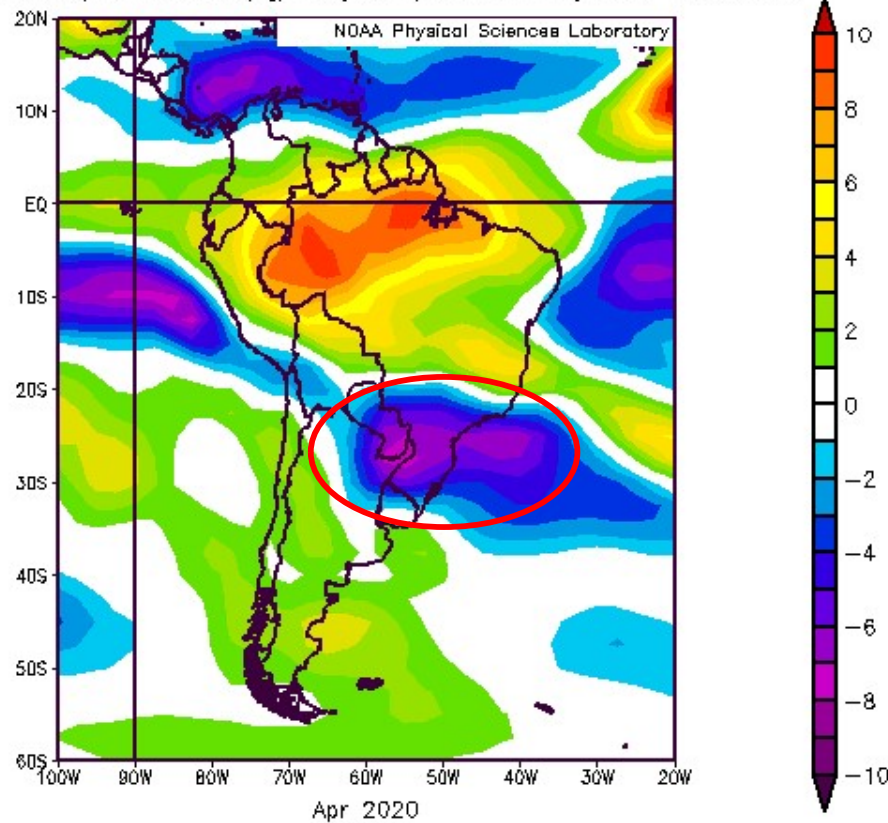 20N
NOAA Physical Sciences Laboratory
10N
EQ
10S
20S
30S
40S
50S
60S
100W 90W 80W 70W 60W 50W 40W 30W 20W
Apr 2020
10
8
6
4
2
0
-2
-4
-6
-8
-10